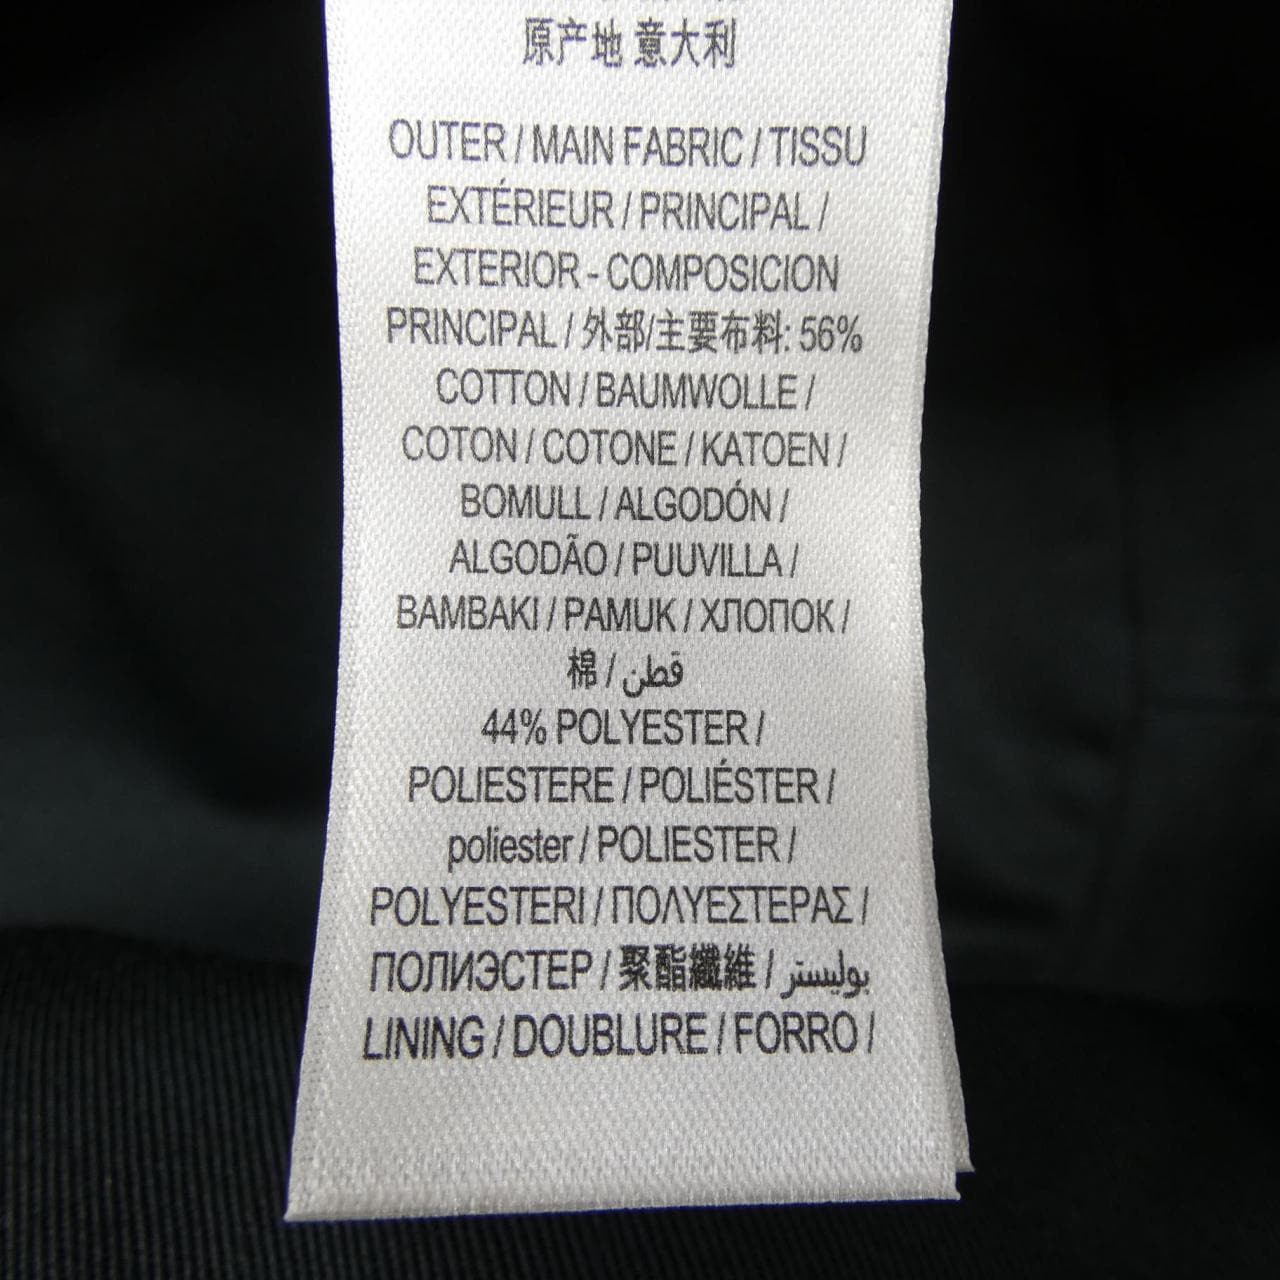 原产地 意大利
OUTER / MAIN FABRIC / TISSU
EXTÉRIEUR / PRINCIPAL /
EXTERIOR - COMPOSICION
PRINCIPAL / 外部/主要布料: 56%
COTTON / BAUMWOLLE /
COTON / COTONE / KATOEN /
BOMULL / ALGODÓN /
ALGODÃO / PUUVILLA /
BAMBAKI / PAMUK / ХЛОПОК /
棉 / قطن
44% POLYESTER /
POLIESTERE / POLIÉSTER /
poliester / POLIESTER /
POLYESTERI / ΠΟΛΥΕΣΤΕΡΑΣ /
ПОЛИЭСТЕР / 聚酯纖維 / بوليستر
LINING / DOUBLURE / FORRO /